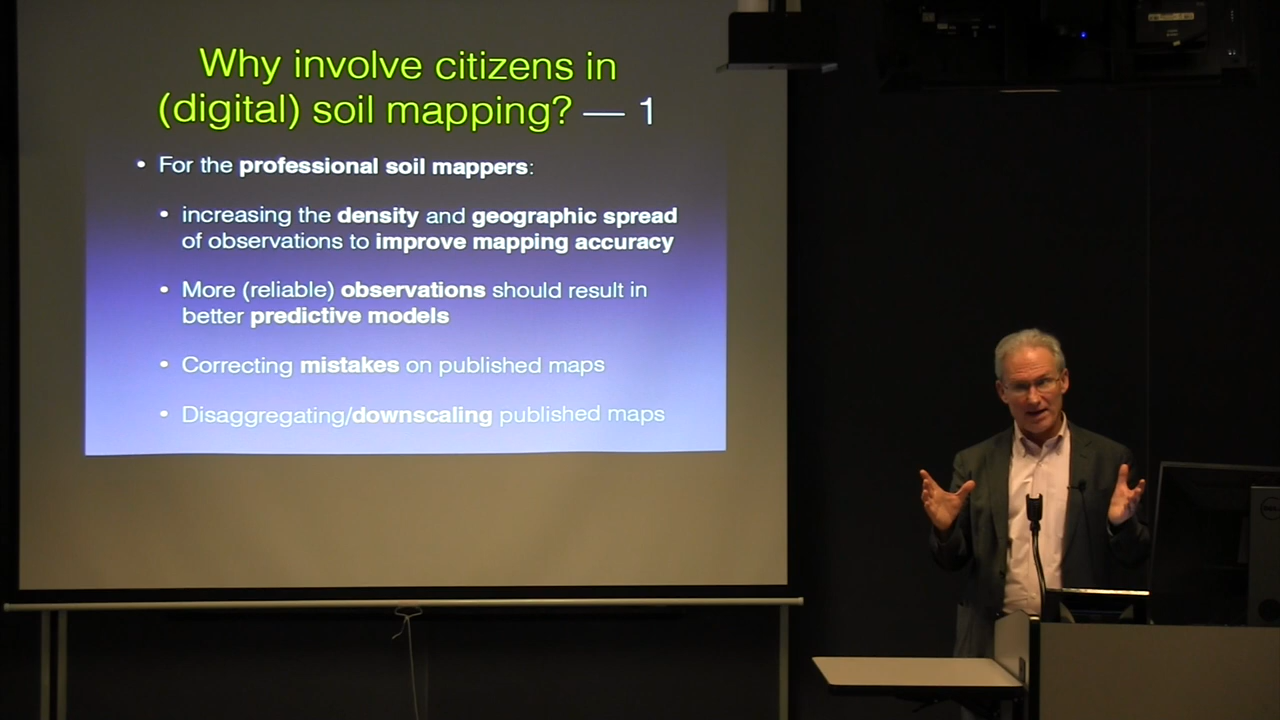 Why involve citizens in
(digital) soil mapping? — 1
• For the professional soil mappers:
• increasing the density and geographic spread
of observations to improve mapping accuracy
• More (reliable) observations should result in
better predictive models
• Correcting mistakes on published maps
• Disaggregating/downscaling published maps
DELL